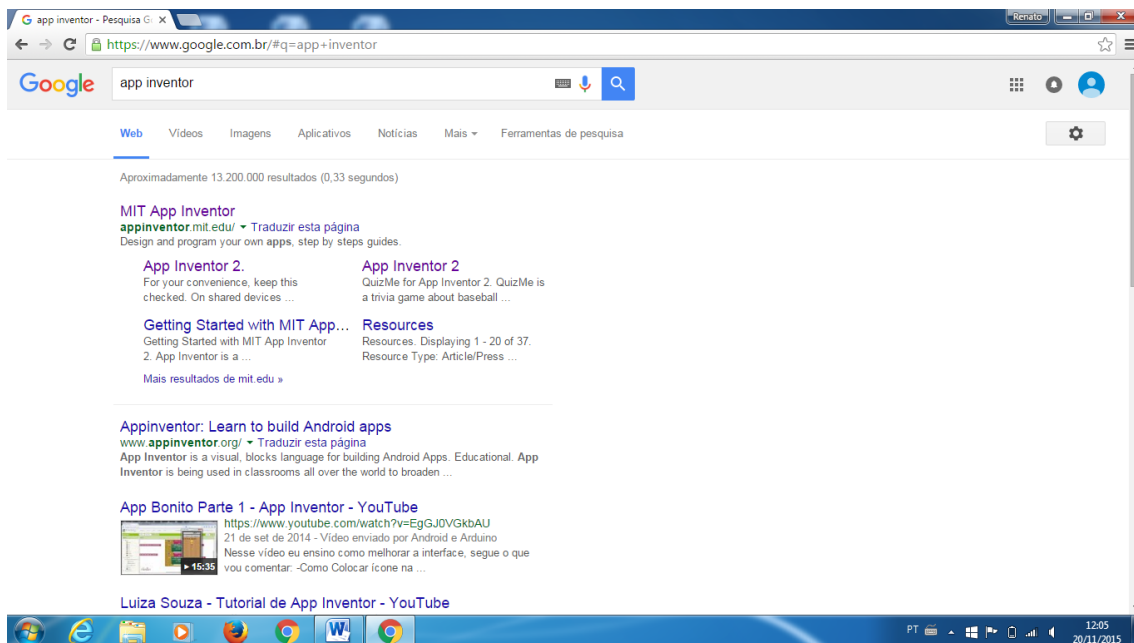 G app inventor - Pesquisa G
Renato
https://www.google.com.br/#q=app+inventor
Google
app inventor
Web Vídeos Imagens Aplicativos Notícias Mais Ferramentas de pesquisa
Aproximadamente 13.200.000 resultados (0,33 segundos)
MIT App Inventor
appinventor.mit.edu/ Traduzir esta página
Design and program your own apps, step by steps guides.
App Inventor 2.
For your convenience, keep this
checked. On shared devices ...
App Inventor 2
QuizMe for App Inventor 2. QuizMe is
a trivia game about baseball ...
Getting Started with MIT App...
Getting Started with MIT App Inventor
2. App Inventor is a ...
Resources
Resources. Displaying 1 - 20 of 37.
Resource Type: Article/Press ...
Mais resultados de mit.edu »
Appinventor: Learn to build Android apps
www.appinventor.org/ Traduzir esta página
App Inventor is a visual, blocks language for building Android Apps. Educational. App
Inventor is being used in classrooms all over the world to broaden ...
App Bonito Parte 1 - App Inventor - YouTube
https://www.youtube.com/watch?v=EgGJ0VGkbAU
21 de set de 2014 - Vídeo enviado por Android e Arduino
Nesse vídeo eu ensino como melhorar a interface, segue o que
vou comentar: -Como Colocar ícone na ...
15:35
Luiza Souza - Tutorial de App Inventor - YouTube
PT
12:05
20/11/2015